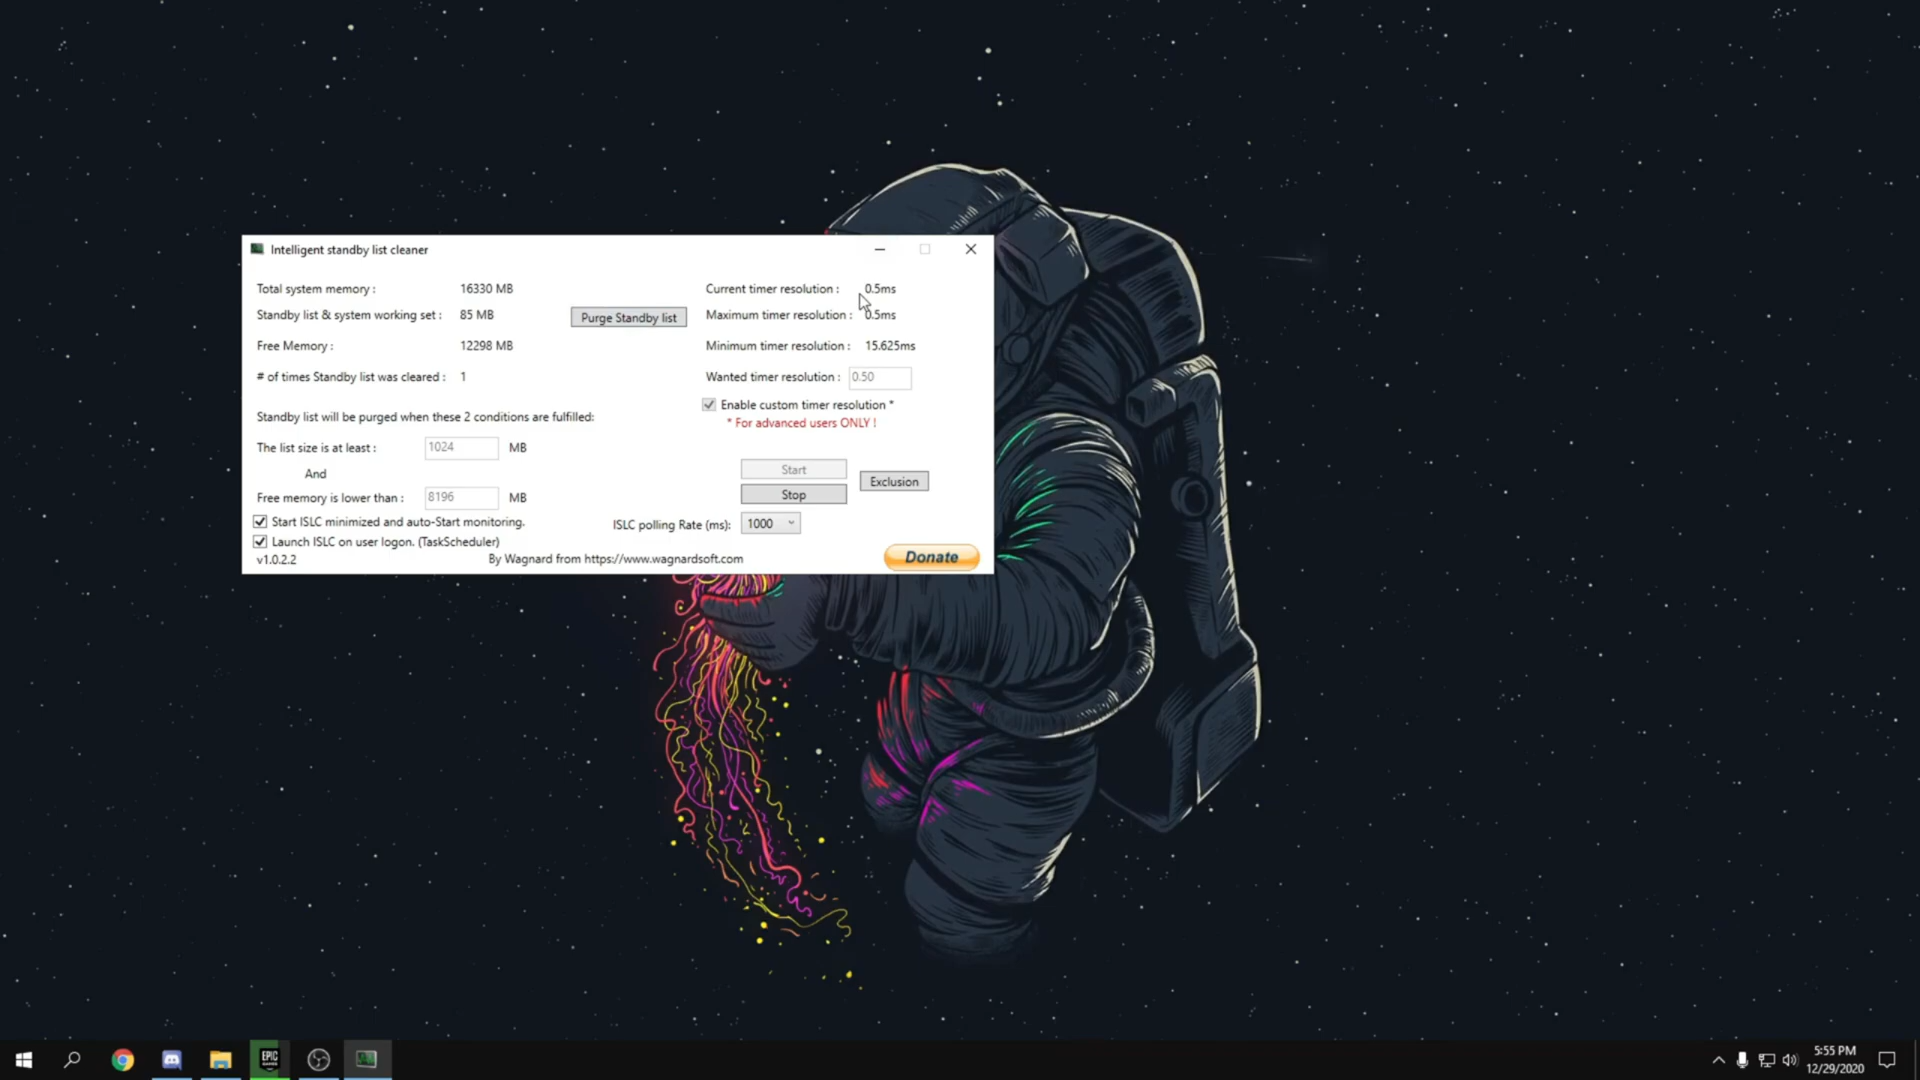 Intelligent standby list cleaner
Total system memory : 16330 MB
Standby list & system working set : 85 MB
Purge Standby list
Free Memory : 12298 MB
# of times Standby list was cleared : 1
Standby list will be purged when these 2 conditions are fulfilled:
The list size is at least : 1024 MB
And
Free memory is lower than : 8196 MB
Start ISLC minimized and auto-Start monitoring.
Launch ISLC on user logon. (TaskScheduler)
v1.0.2.2
Current timer resolution : 0.5ms
Maximum timer resolution : 0.5ms
Minimum timer resolution : 15.625ms
Wanted timer resolution : 0.50
Enable custom timer resolution *
* For advanced users ONLY !
Start
Stop
Exclusion
ISLC polling Rate (ms): 1000
By Wagnard from https://www.wagnardsoft.com
Donate
EPIC
GAMES
5:55 PM
12/29/2020